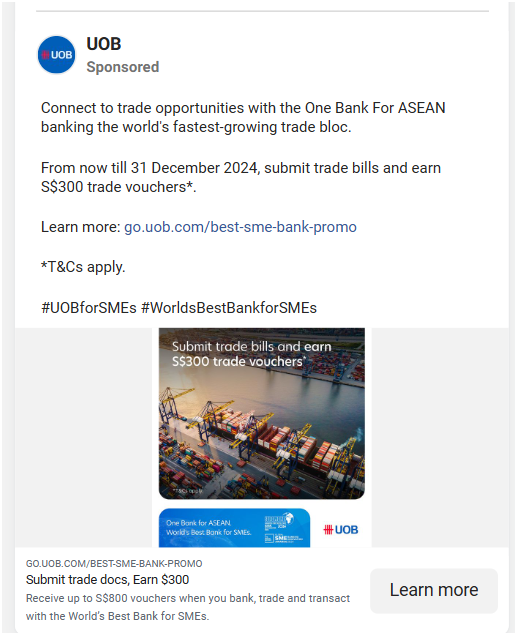 UOB
UOB
Sponsored
Connect to trade opportunities with the One Bank For ASEAN
banking the world's fastest-growing trade bloc.
From now till 31 December 2024, submit trade bills and earn
S$300 trade vouchers*.
Learn more: go.uob.com/best-sme-bank-promo
*T&Cs apply.
#UOBforSMEs #WorldsBestBankforSMEs
Submit trade bills and earn
S$300 trade vouchers*
*T&Cs apply.
One Bank for ASEAN.
World's Best Bank for SMEs.
SME
UOB
GO.UOB.COM/BEST-SME-BANK-PROMO
Submit trade docs, Earn $300
Receive up to S$800 vouchers when you bank, trade and transact
with the World's Best Bank for SMEs.
Learn more